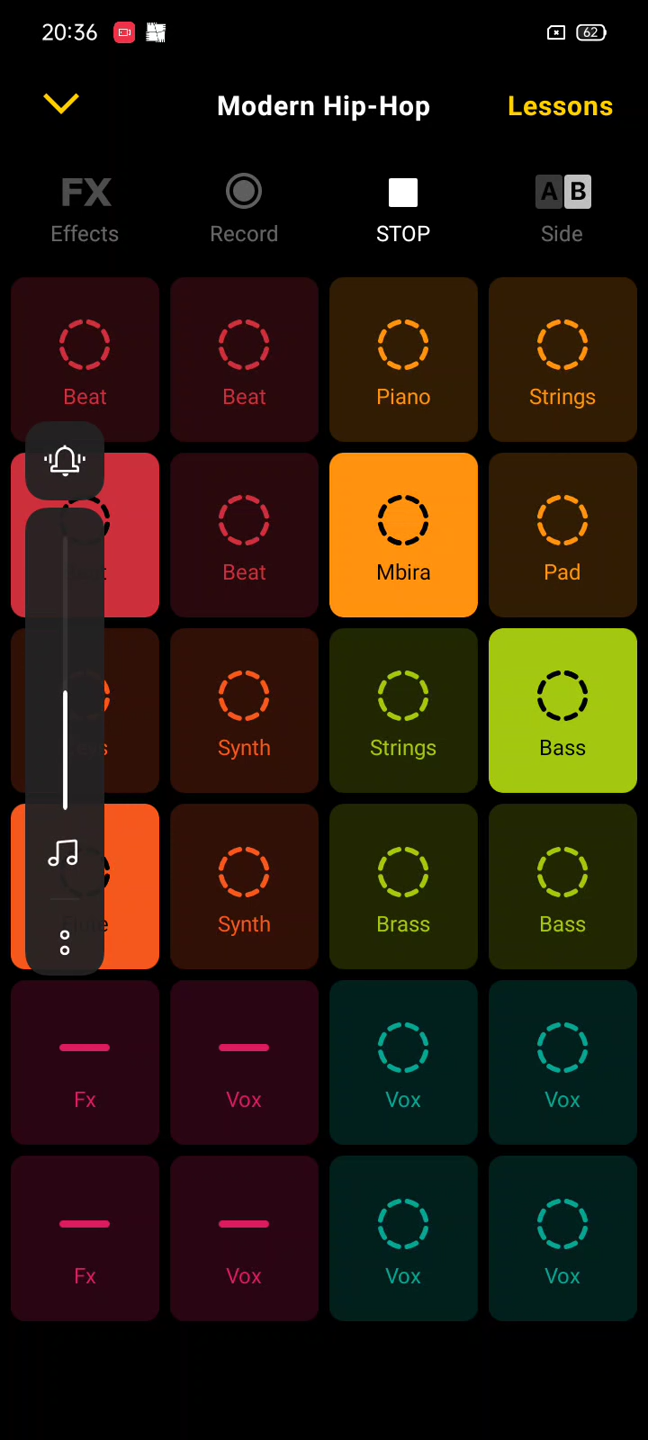 20:36
62
Modern Hip-Hop
Lessons
FX
Effects
Record
STOP
A B
Side
Beat
Beat
Piano
Strings
Beat
Mbira
Pad
Synth
Strings
Bass
Synth
Brass
Bass
Fx
Vox
Vox
Vox
Fx
Vox
Vox
Vox